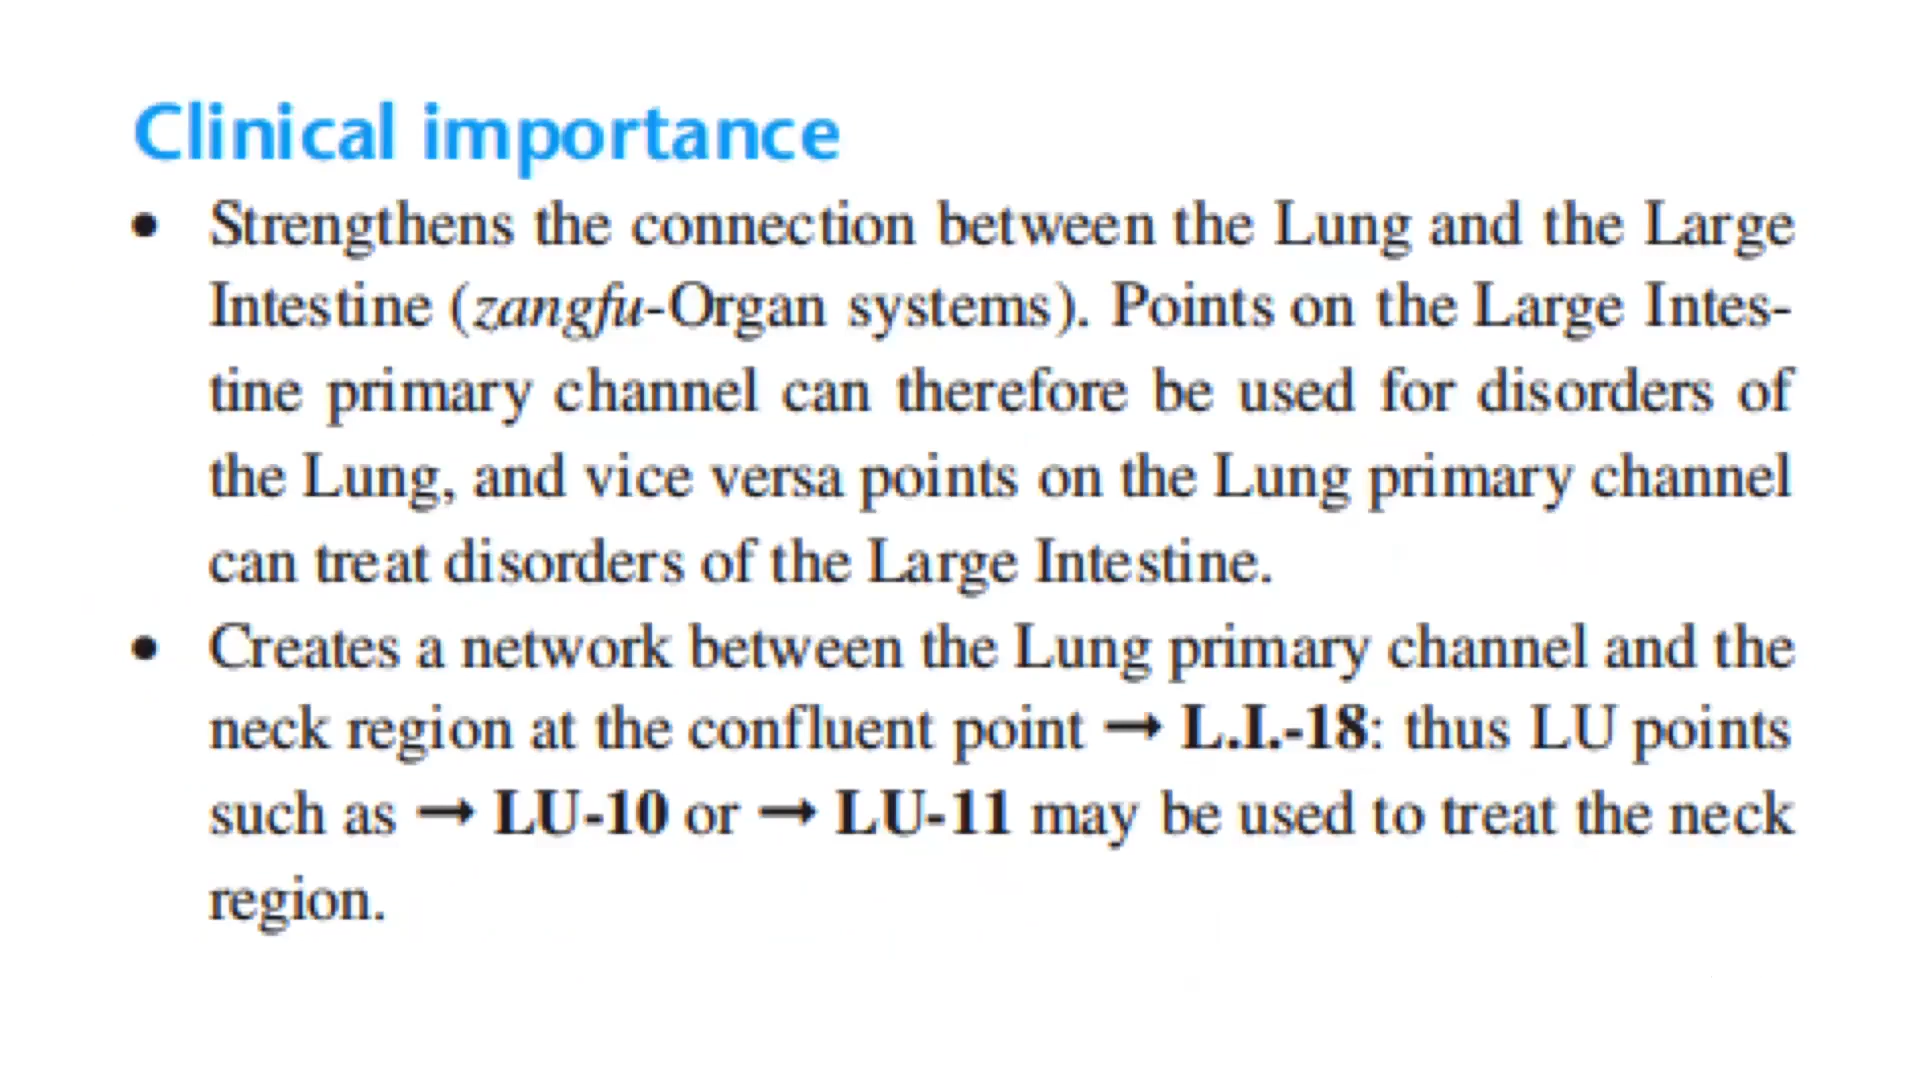 Clinical importance
• Strengthens the connection between the Lung and the Large
Intestine (zangfu-Organ systems). Points on the Large Intes-
tine primary channel can therefore be used for disorders of
the Lung, and vice versa points on the Lung primary channel
can treat disorders of the Large Intestine.
• Creates a network between the Lung primary channel and the
neck region at the confluent point → L.I.-18: thus LU points
such as → LU-10 or → LU-11 may be used to treat the neck
region.